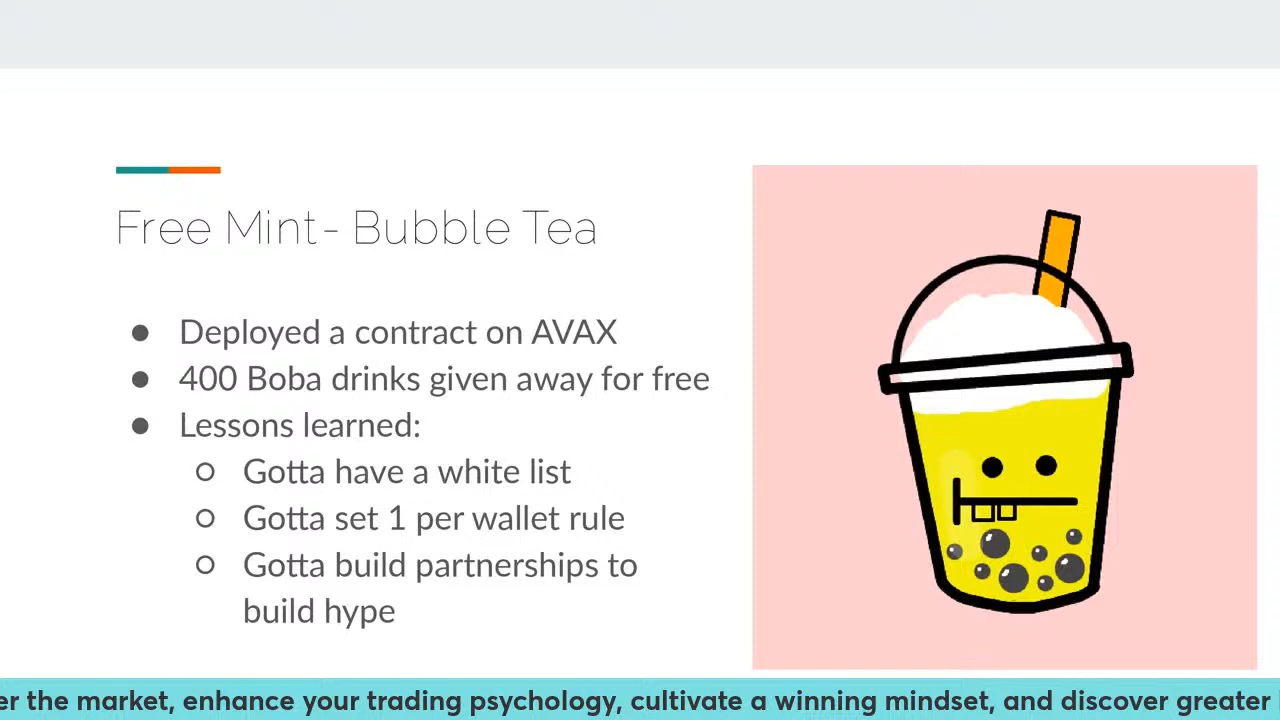 Free Mint- Bubble Tea
● Deployed a contract on AVAX
● 400 Boba drinks given away for free
● Lessons learned:
○ Gotta have a white list
○ Gotta set 1 per wallet rule
○ Gotta build partnerships to
build hype
the market, enhance your trading psychology, cultivate a winning mindset, and discover greater